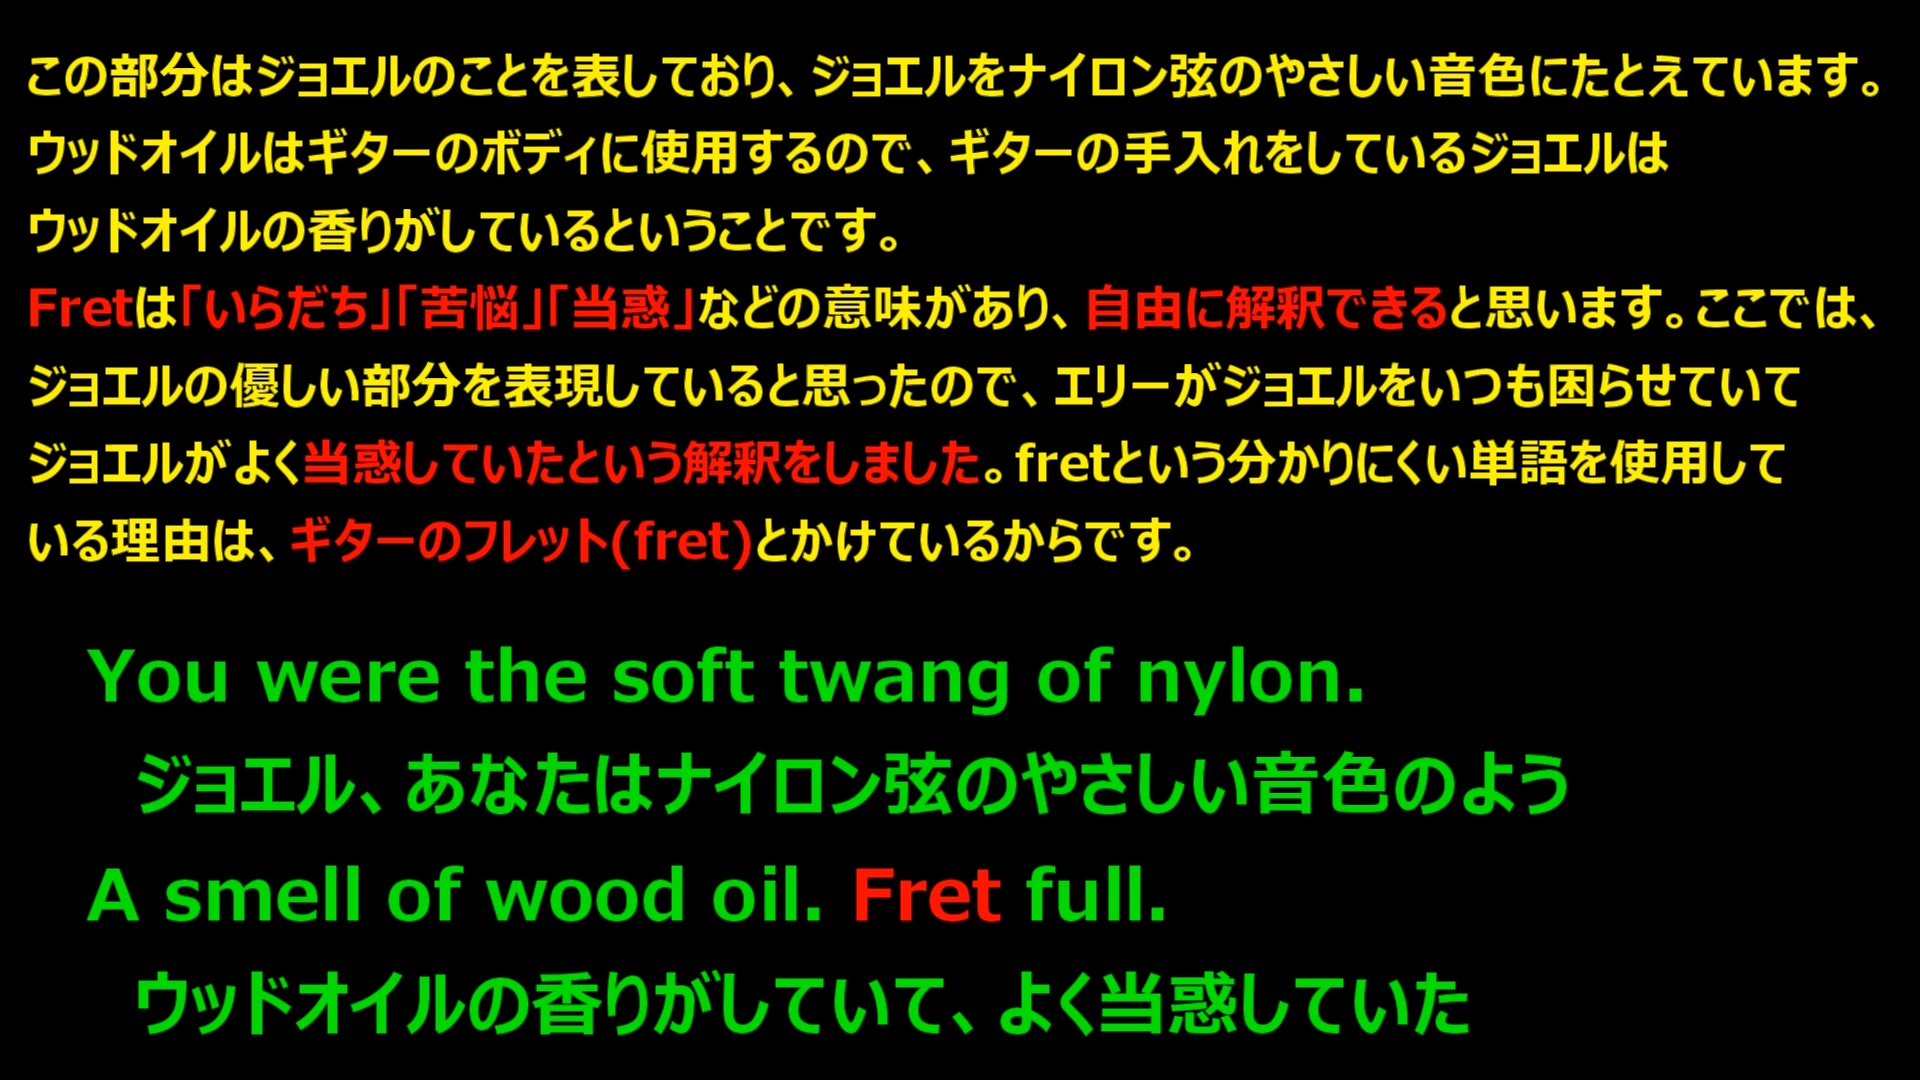 この部分はジョエルのことを表しており、ジョエルをナイロン弦のやさしい音色にたとえています。
ウッドオイルはギターのボディに使用するので、ギターの手入れをしているジョエルは
ウッドオイルの香りがしているということです。
Fretは「いらだち」「苦悩」「当惑」などの意味があり、自由に解釈できると思います。ここでは、
ジョエルの優しい部分を表現していると思ったので、エリーがジョエルをいつも困らせていて
ジョエルがよく当惑していたという解釈をしました。fretという分かりにくい単語を使用して
いる理由は、ギターのフレット(fret)とかけているからです。
You were the soft twang of nylon.
ジョエル、あなたはナイロン弦のやさしい音色のよう
A smell of wood oil. Fret full.
ウッドオイルの香りがしていて、よく当惑していた